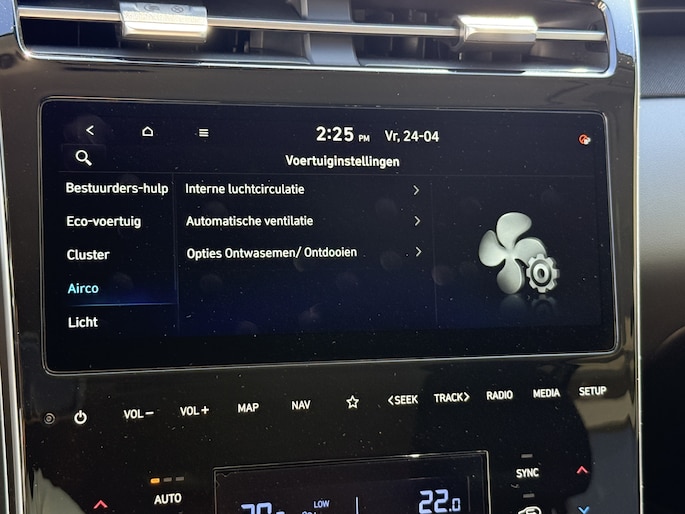 2:25 PM Vr, 24-04
Voertuiginstellingen
Bestuurders-hulp
Interne luchtcirculatie
Eco-voertuig
Automatische ventilatie
Cluster
Opties Ontwasemen/ Ontdooien
Airco
Licht
VOL− VOL+ MAP NAV <SEEK TRACK> RADIO MEDIA SETUP
AUTO
LOW
22.0
SYNC